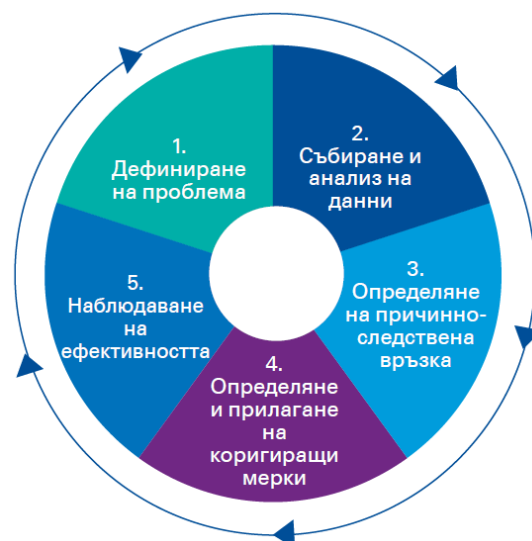 1.
Дефиниране
на проблема
2.
Събиране и
анализ на
данни
3.
Определяне
на причинно-
следствена
връзка
4.
Определяне
и прилагане
на
коригиращи
мерки
5.
Наблюдаване
на
ефективността